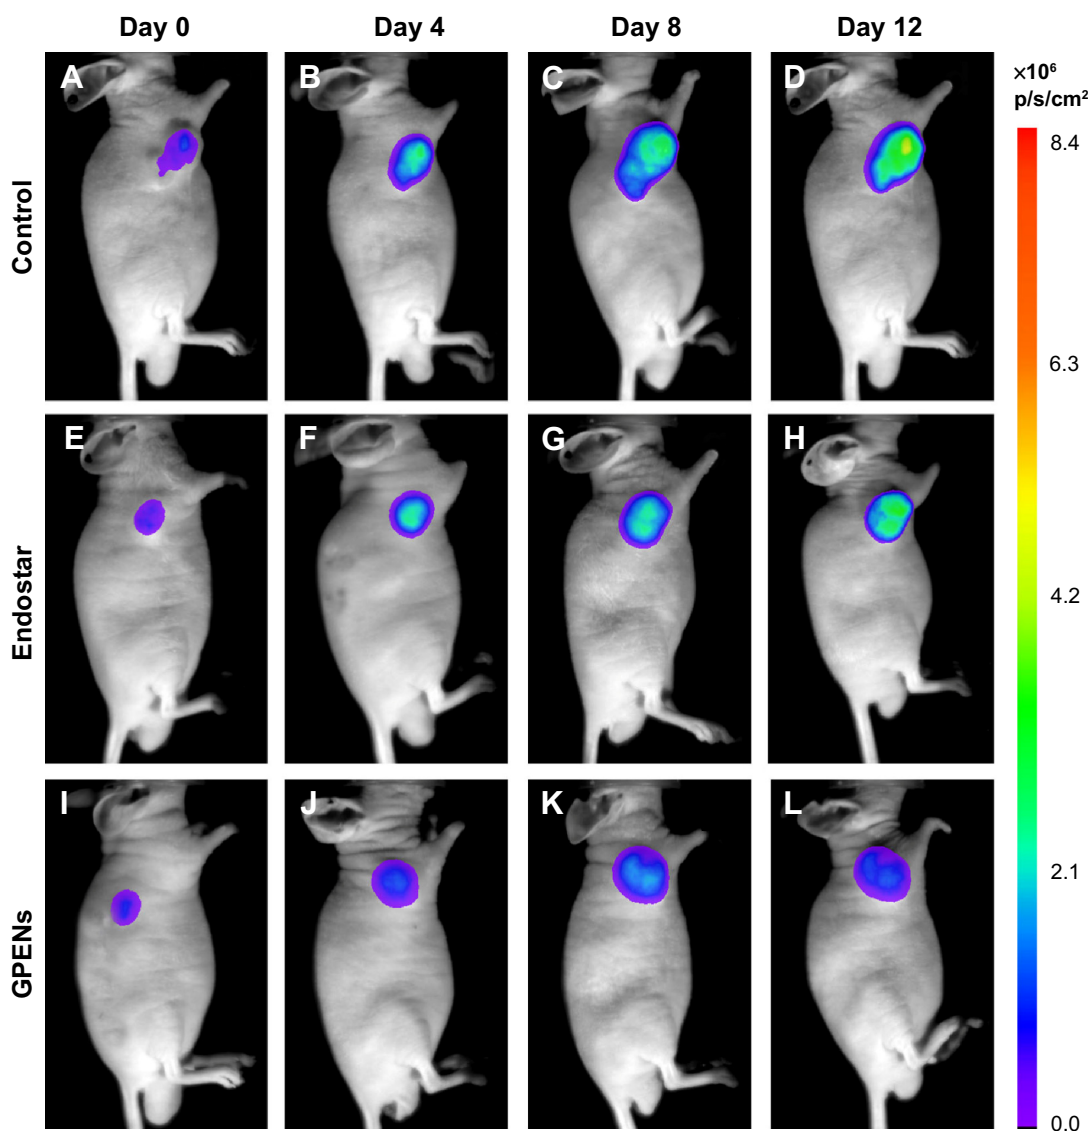 Day 0 Day 4 Day 8 Day 12
×10⁶
p/s/cm²
Control
A B C D
8.4
6.3
Endostar
E F G H
4.2
GPENs
I J K L
2.1
0.0